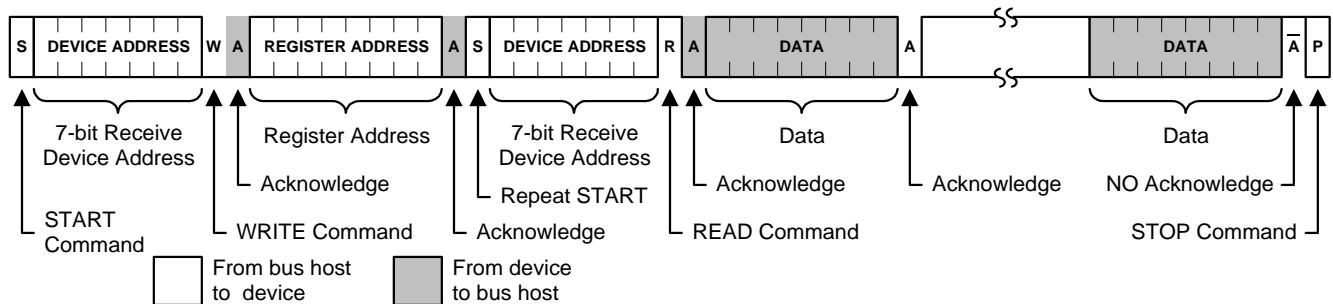 S DEVICE ADDRESS W A REGISTER ADDRESS A S DEVICE ADDRESS R A DATA A DATA A̅ P
7-bit Receive
Device Address
Register Address
7-bit Receive
Device Address
Data
Data
Acknowledge
Repeat START
Acknowledge
Acknowledge
NO Acknowledge
START
Command
WRITE Command
Acknowledge
READ Command
STOP Command
From bus host
to device
From device
to bus host